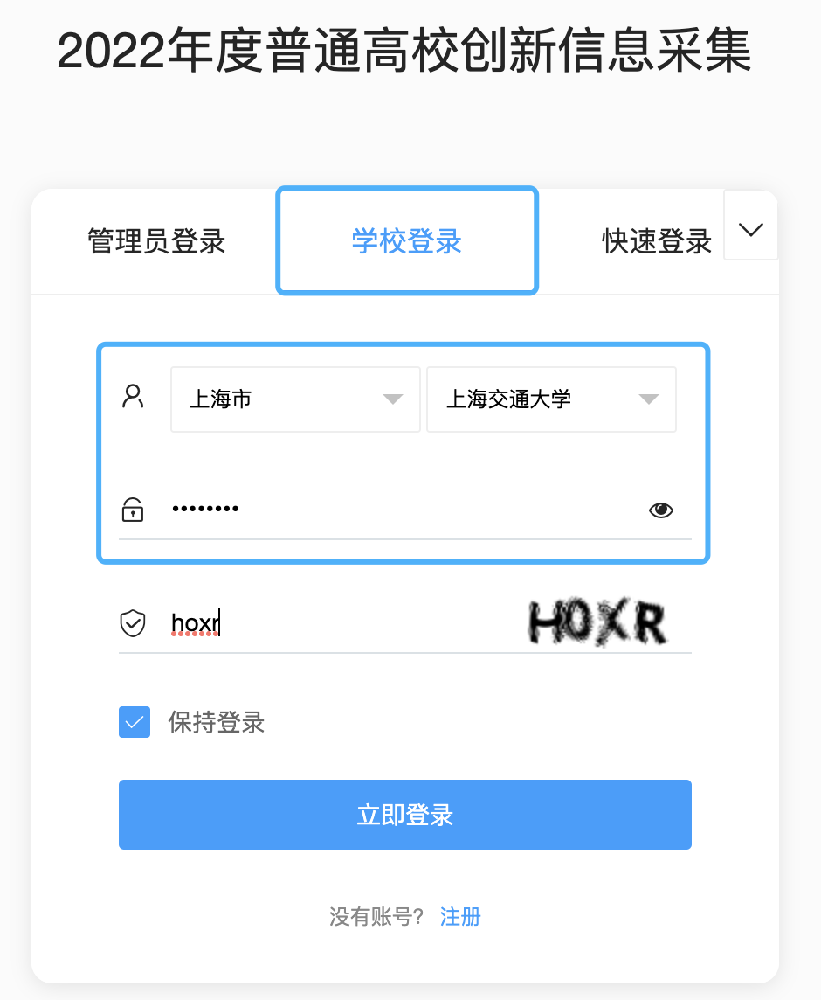 2022年度普通高校创新信息采集
管理员登录 学校登录 快速登录
上海市 上海交通大学
••••••••
hoxr HOXR
保持登录
立即登录
没有账号? 注册